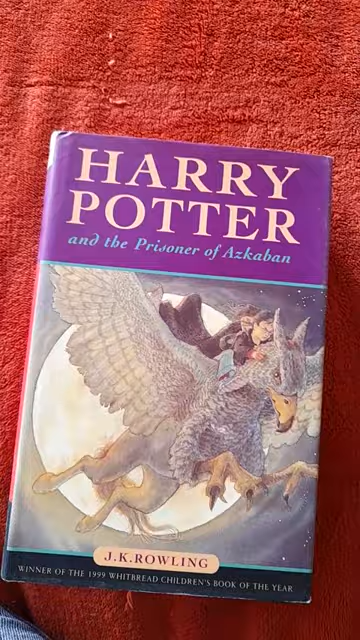 HARRY
POTTER
and the Prisoner of Azkaban
J.K.ROWLING
WINNER OF THE 1999 WHITBREAD CHILDREN'S BOOK OF THE YEAR